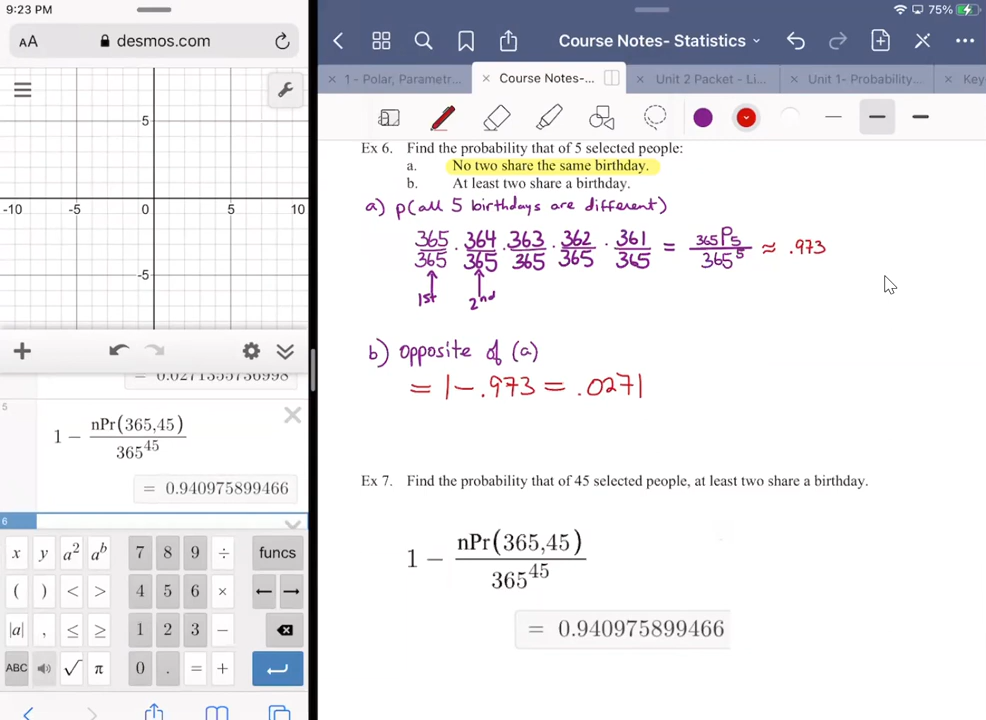 9:23 PM
75%
AA
desmos.com
Course Notes- Statistics
1 - Polar, Parametr...
Course Notes-...
Unit 2 Packet - Li...
Unit 1- Probability...
Key
5
-10 -5 0 5 10
-5
Ex 6. Find the probability that of 5 selected people:
a. No two share the same birthday.
b. At least two share a birthday.
a) p(all 5 birthdays are different)
365/365 · 364/365 · 363/365 · 362/365 · 361/365 = 365P5/365^5 ≈ .973
1st 2nd
b) opposite of (a)
= 1 - .973 = .0271
Ex 7. Find the probability that of 45 selected people, at least two share a birthday.
1 − nPr(365,45)/365^45
= 0.940975899466
= 0.0271355736998
5
1 − nPr(365,45)/365^45
= 0.940975899466
6
x y a^2 a^b 7 8 9 ÷ funcs
( ) < > 4 5 6 × ← →
|a| , ≤ ≥ 1 2 3 −
ABC √ π 0 . = +